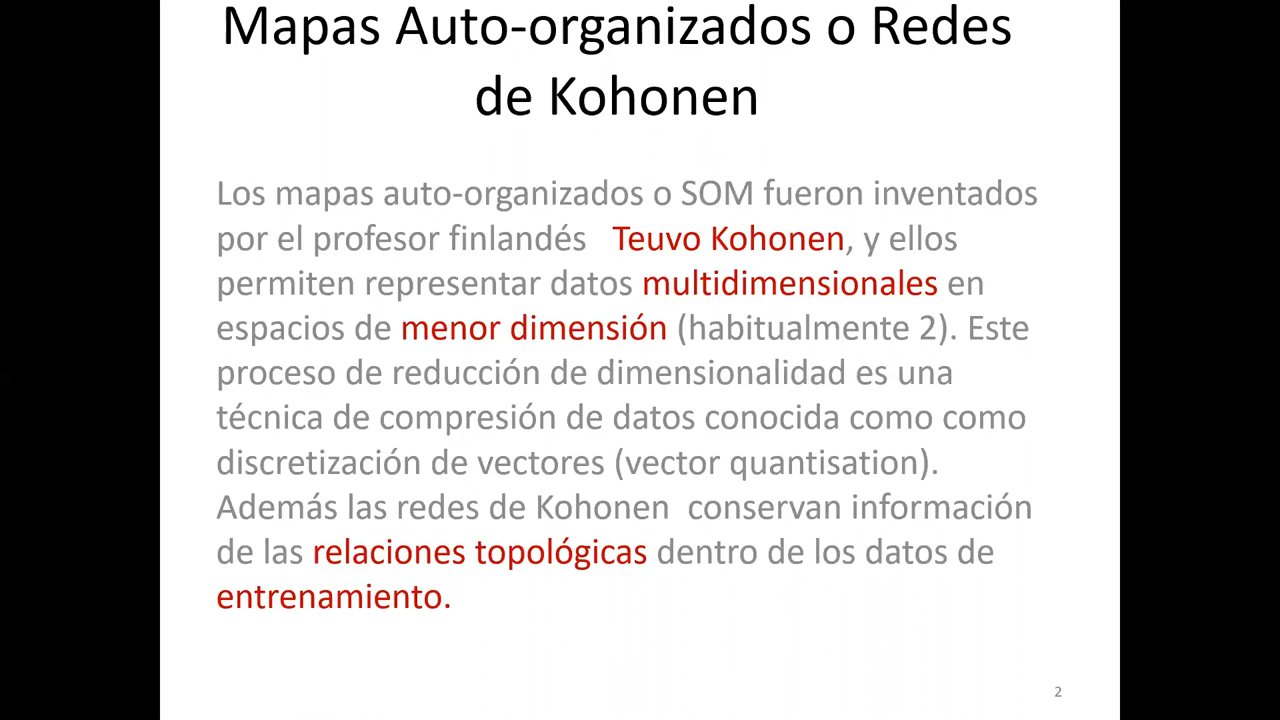 Mapas Auto-organizados o Redes
de Kohonen
Los mapas auto-organizados o SOM fueron inventados
por el profesor finlandés Teuvo Kohonen, y ellos
permiten representar datos multidimensionales en
espacios de menor dimensión (habitualmente 2). Este
proceso de reducción de dimensionalidad es una
técnica de compresión de datos conocida como como
discretización de vectores (vector quantisation).
Además las redes de Kohonen conservan información
de las relaciones topológicas dentro de los datos de
entrenamiento.
2